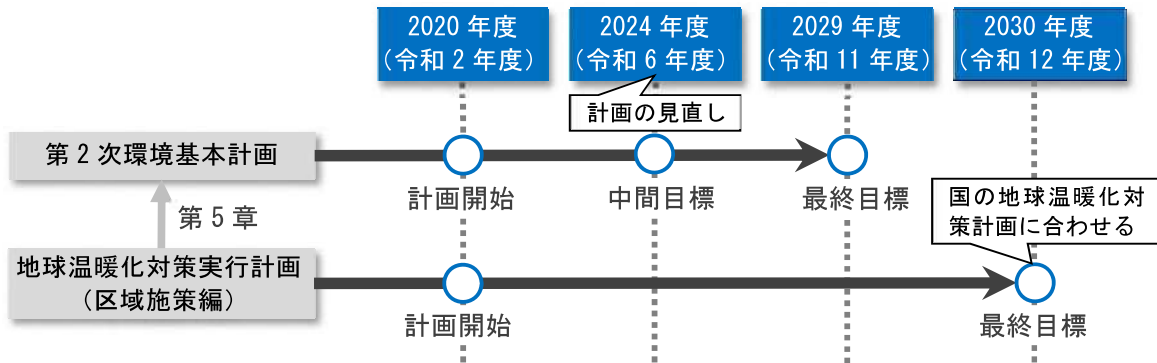 2020 年度
(令和 2 年度)
2024 年度
(令和 6 年度)
2029 年度
(令和 11 年度)
2030 年度
(令和 12 年度)
計画の見直し
第 2 次環境基本計画
計画開始
中間目標
最終目標
第 5 章
国の地球温暖化対
策計画に合わせる
地球温暖化対策実行計画
(区域施策編)
計画開始
最終目標